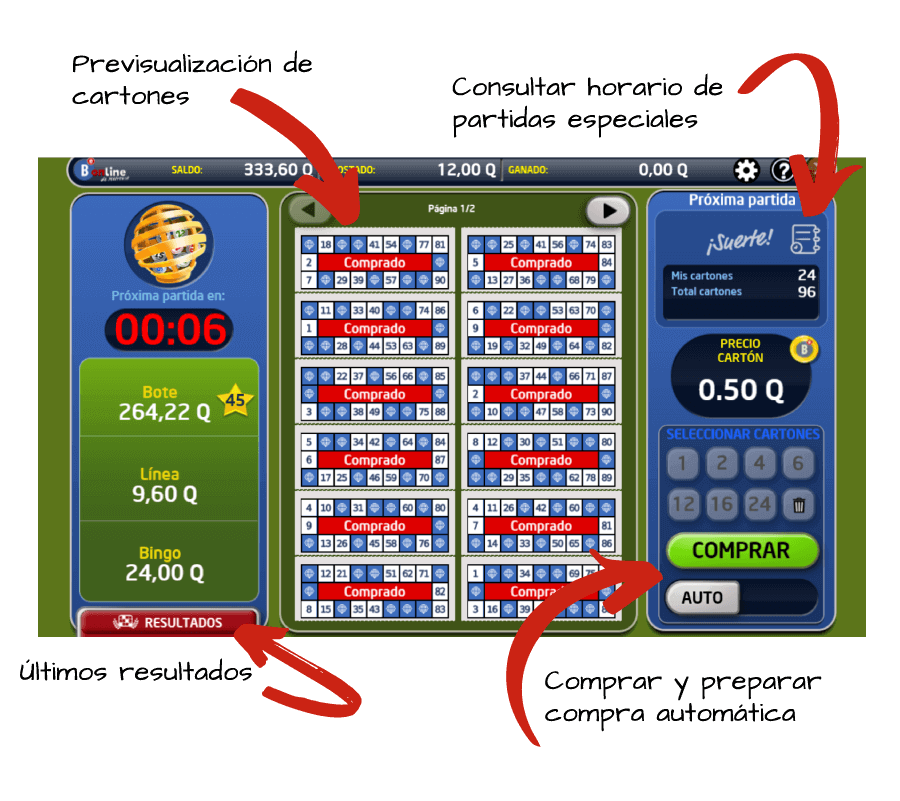 Previsualización de
cartones
Consultar horario de
partidas especiales
SALDO: 333,60 Q
12,00 Q
GANADO: 0,00 Q
Próxima partida en:
00:06
Bote
264,22 Q
45
Línea
9,60 Q
Bingo
24,00 Q
RESULTADOS
Página 1/2
18 41 54 77 81
2 Comprado
7 29 39 57 90
25 41 56 74 83
5 Comprado 84
13 27 36 68 79
11 33 40 74 86
1 Comprado
28 44 53 63 89
6 22 53 63 70
9 Comprado
19 32 49 64 82
22 37 56 66 85
Comprado
3 38 49 75 88
37 44 66 71 87
2 Comprado
10 47 58 73 90
5 34 42 64 84
6 Comprado 87
17 25 46 59 70
8 12 30 51 80
Comprado
29 35 62 78 89
4 10 31 60 80
9 Comprado
13 26 45 58 76
4 11 26 42 60
7 Comprado 81
14 33 50 65 86
12 21 51 62 71
Comprado 82
8 15 35 43 83
1 34 69
Comprado
3 16 39
Próxima partida
¡Suerte!
Mis cartones 24
Total cartones 96
PRECIO
CARTÓN
B
0.50 Q
SELECCIONAR CARTONES
1 2 4 6
12 16 24
COMPRAR
AUTO
Últimos resultados
Comprar y preparar
compra automática